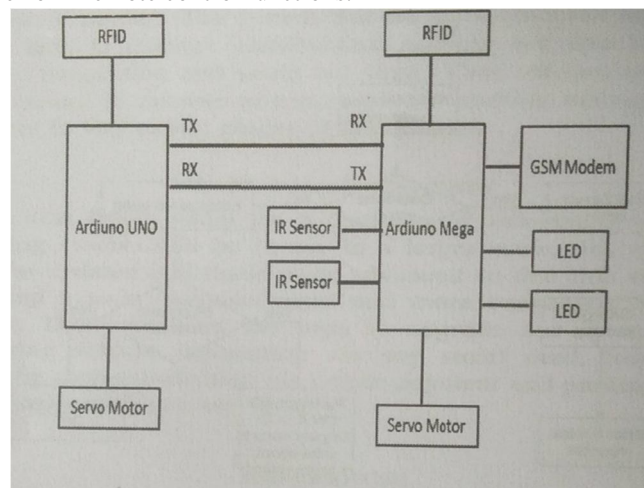 RFID
RFID
TX
RX
RX
TX
GSM Modem
Ardiuno UNO
IR Sensor
Ardiuno Mega
LED
IR Sensor
LED
Servo Motor
Servo Motor